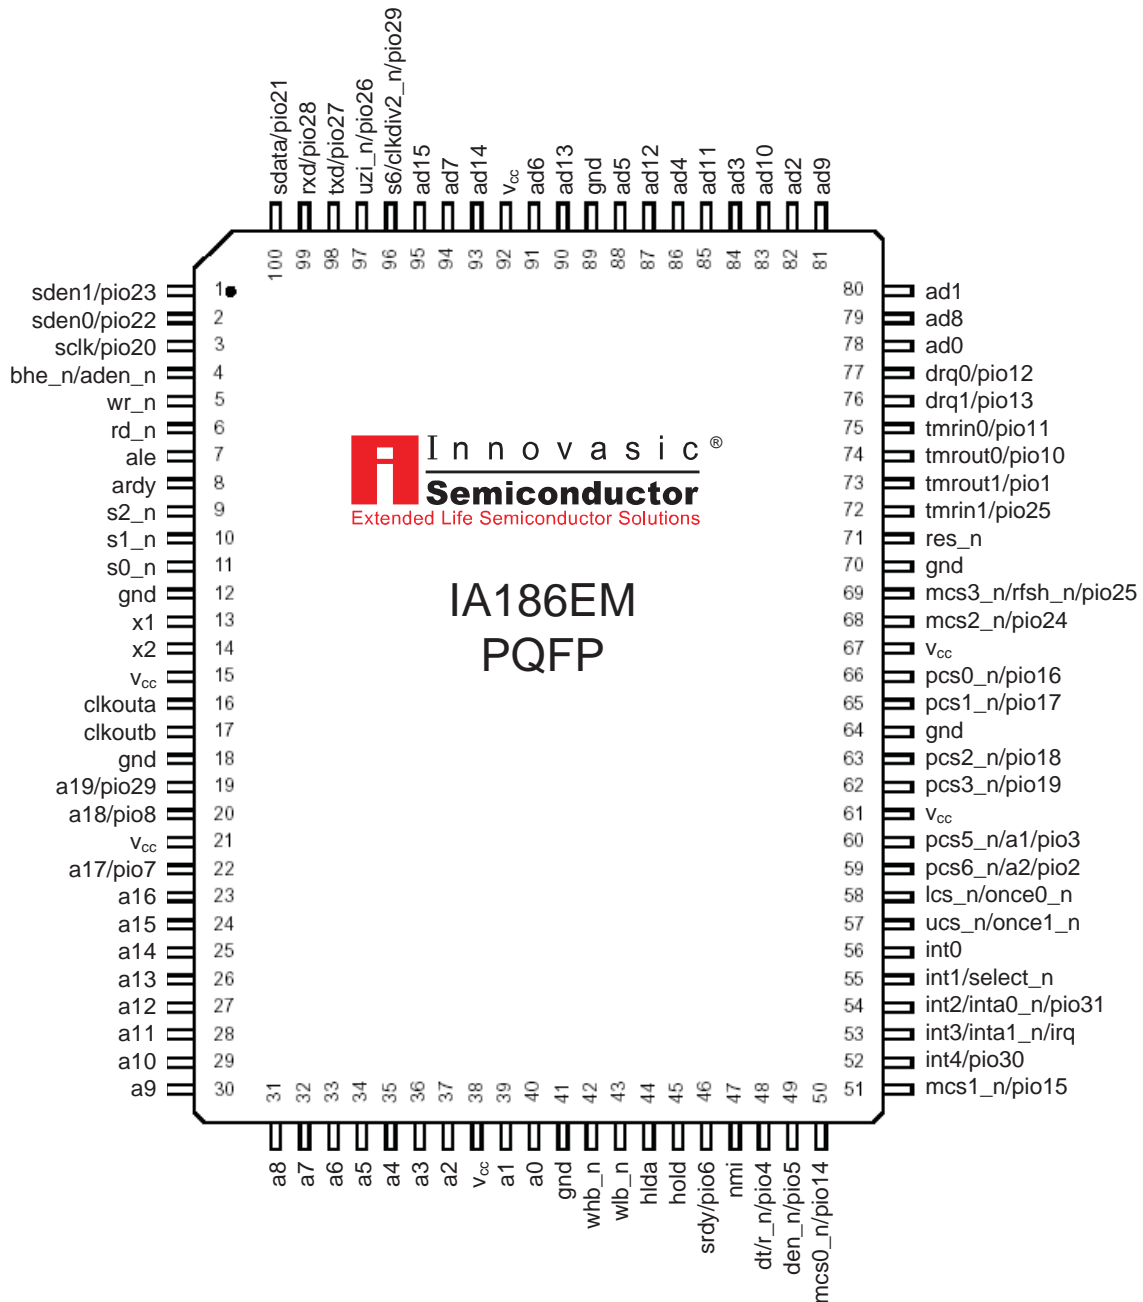 sdata/pio21
rxd/pio28
txd/pio27
uzi_n/pio26
s6/clkdiv2_n/pio29
ad15
ad7
ad14
vcc
ad6
ad13
gnd
ad5
ad12
ad4
ad11
ad3
ad10
ad2
ad9
100
99
98
97
96
95
94
93
92
91
90
89
88
87
86
85
84
83
82
81
sden1/pio23 1
sden0/pio22 2
sclk/pio20 3
bhe_n/aden_n 4
wr_n 5
rd_n 6
ale 7
ardy 8
s2_n 9
s1_n 10
s0_n 11
gnd 12
x1 13
x2 14
vcc 15
clkouta 16
clkoutb 17
gnd 18
a19/pio29 19
a18/pio8 20
vcc 21
a17/pio7 22
a16 23
a15 24
a14 25
a13 26
a12 27
a11 28
a10 29
a9 30
i Innovasic ®
Semiconductor
Extended Life Semiconductor Solutions
IA186EM
PQFP
80 ad1
79 ad8
78 ad0
77 drq0/pio12
76 drq1/pio13
75 tmrin0/pio11
74 tmrout0/pio10
73 tmrout1/pio1
72 tmrin1/pio25
71 res_n
70 gnd
69 mcs3_n/rfsh_n/pio25
68 mcs2_n/pio24
67 vcc
66 pcs0_n/pio16
65 pcs1_n/pio17
64 gnd
63 pcs2_n/pio18
62 pcs3_n/pio19
61 vcc
60 pcs5_n/a1/pio3
59 pcs6_n/a2/pio2
58 lcs_n/once0_n
57 ucs_n/once1_n
56 int0
55 int1/select_n
54 int2/inta0_n/pio31
53 int3/inta1_n/irq
52 int4/pio30
51 mcs1_n/pio15
31
32
33
34
35
36
37
38
39
40
41
42
43
44
45
46
47
48
49
50
a8
a7
a6
a5
a4
a3
a2
vcc
a1
a0
gnd
whb_n
wlb_n
hlda
hold
srdy/pio6
nmi
dt/r_n/pio4
den_n/pio5
mcs0_n/pio14